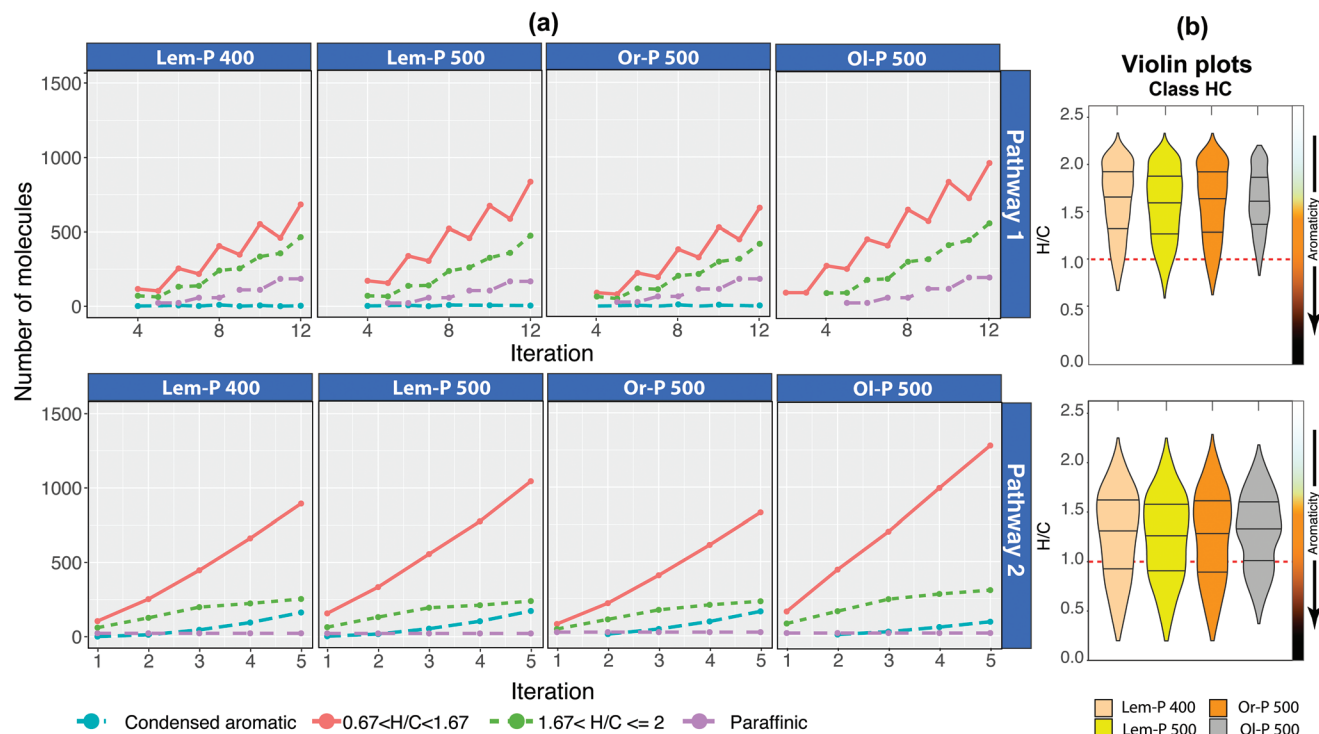 (a)
(b)
Lem-P 400
Lem-P 500
Or-P 500
Ol-P 500
Number of molecules
1500
1000
500
0
4 8 12
4 8 12
4 8 12
4 8 12
Iteration
Pathway 1
Violin plots
Class HC
H/C
2.5
2.0
1.5
1.0
0.5
0.0
Aromaticity
Lem-P 400
Lem-P 500
Or-P 500
Ol-P 500
1500
1000
500
0
1 2 3 4 5
1 2 3 4 5
1 2 3 4 5
1 2 3 4 5
Iteration
Pathway 2
H/C
2.5
2.0
1.5
1.0
0.5
0.0
Aromaticity
Condensed aromatic
0.67<H/C<1.67
1.67< H/C <= 2
Paraffinic
Lem-P 400
Or-P 500
Lem-P 500
Ol-P 500